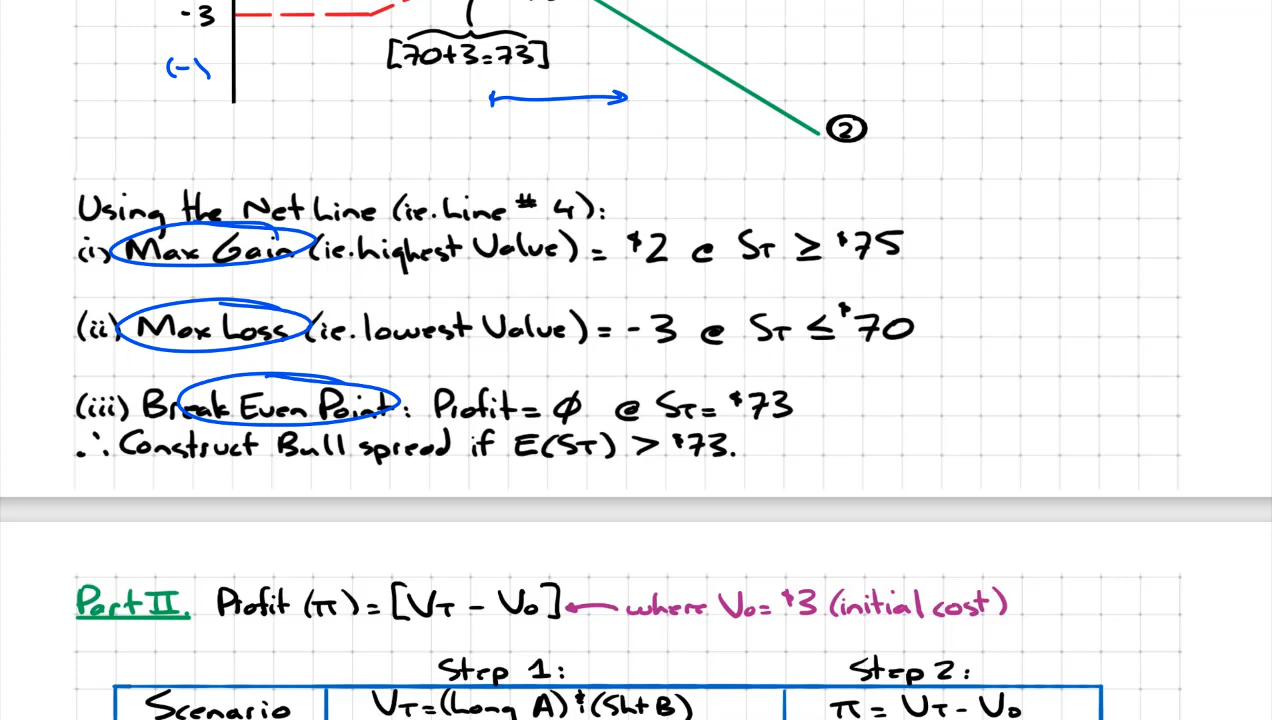 -3
(-)
[70+3=73]
2
Using the Net Line (ie. Line # 4):
(i) Max Gain (ie. highest Value) = $2 @ ST ≥ $75
(ii) Max Loss (ie. lowest Value) = -3 @ ST ≤ $70
(iii) Break Even Point: Profit = ϕ @ ST = $73
∴ Construct Bull spread if E(ST) > $73.
Part II. Profit (π) = [VT - V0] ← where V0 = $3 (initial cost)
Step 1: Step 2:
Scenario VT = (Long A) & (Sht B) π = VT - V0